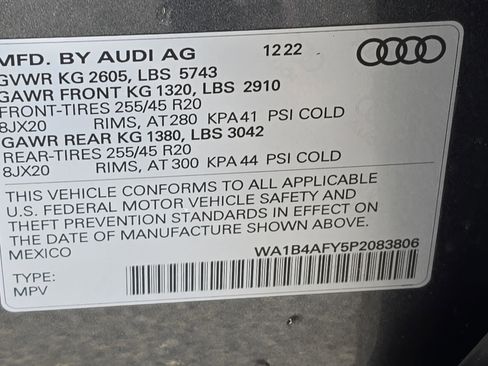 MFD. BY AUDI AG 12 22
GVWR KG 2605, LBS 5743
GAWR FRONT KG 1320, LBS 2910
FRONT-TIRES 255/45 R20
8JX20 RIMS, AT 280 KPA 41 PSI COLD
GAWR REAR KG 1380, LBS 3042
REAR-TIRES 255/45 R20
8JX20 RIMS, AT 300 KPA 44 PSI COLD
THIS VEHICLE CONFORMS TO ALL APPLICABLE
U.S. FEDERAL MOTOR VEHICLE SAFETY AND
THEFT PREVENTION STANDARDS IN EFFECT ON
THE DATE OF MANUFACTURE SHOWN ABOVE.
MEXICO WA1B4AFY5P2083806
TYPE:
MPV